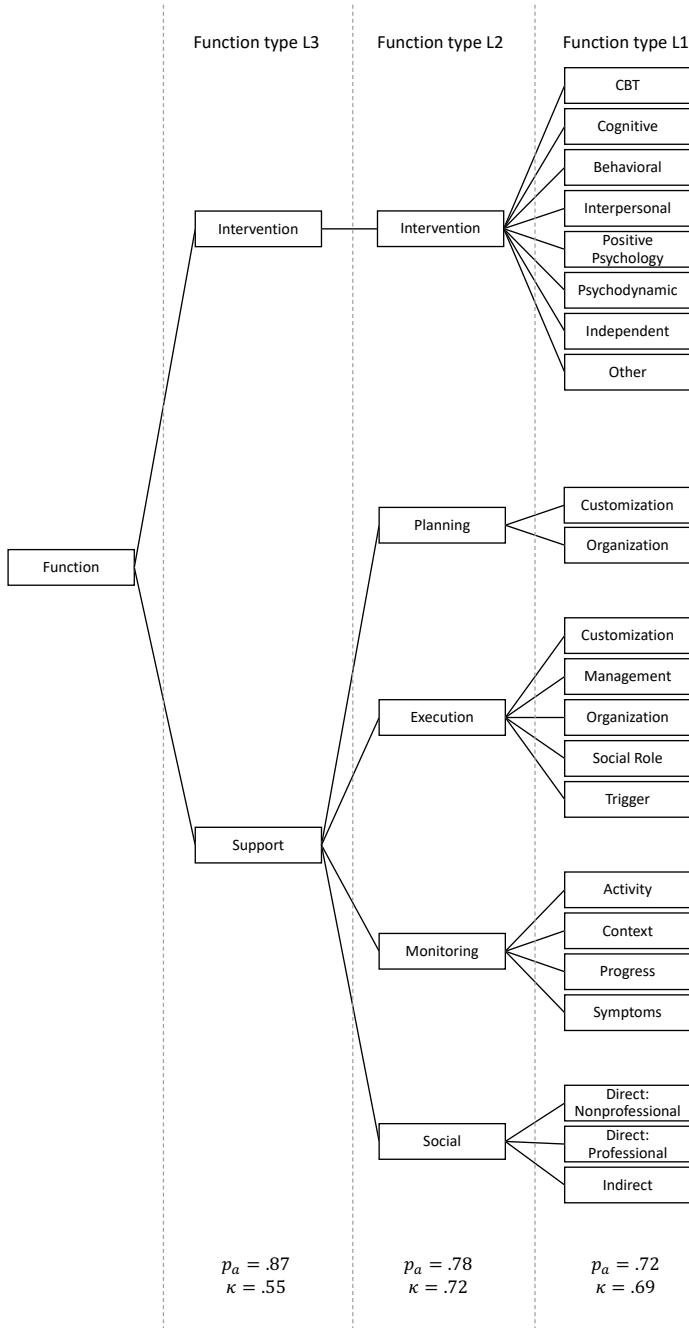 Function type L3
Function type L2
Function type L1
CBT
Cognitive
Behavioral
Intervention
Intervention
Interpersonal
Positive
Psychology
Psychodynamic
Independent
Other
Planning
Customization
Organization
Function
Customization
Management
Execution
Organization
Social Role
Trigger
Support
Activity
Context
Monitoring
Progress
Symptoms
Direct:
Nonprofessional
Social
Direct:
Professional
Indirect
pₐ = .87
κ = .55
pₐ = .78
κ = .72
pₐ = .72
κ = .69